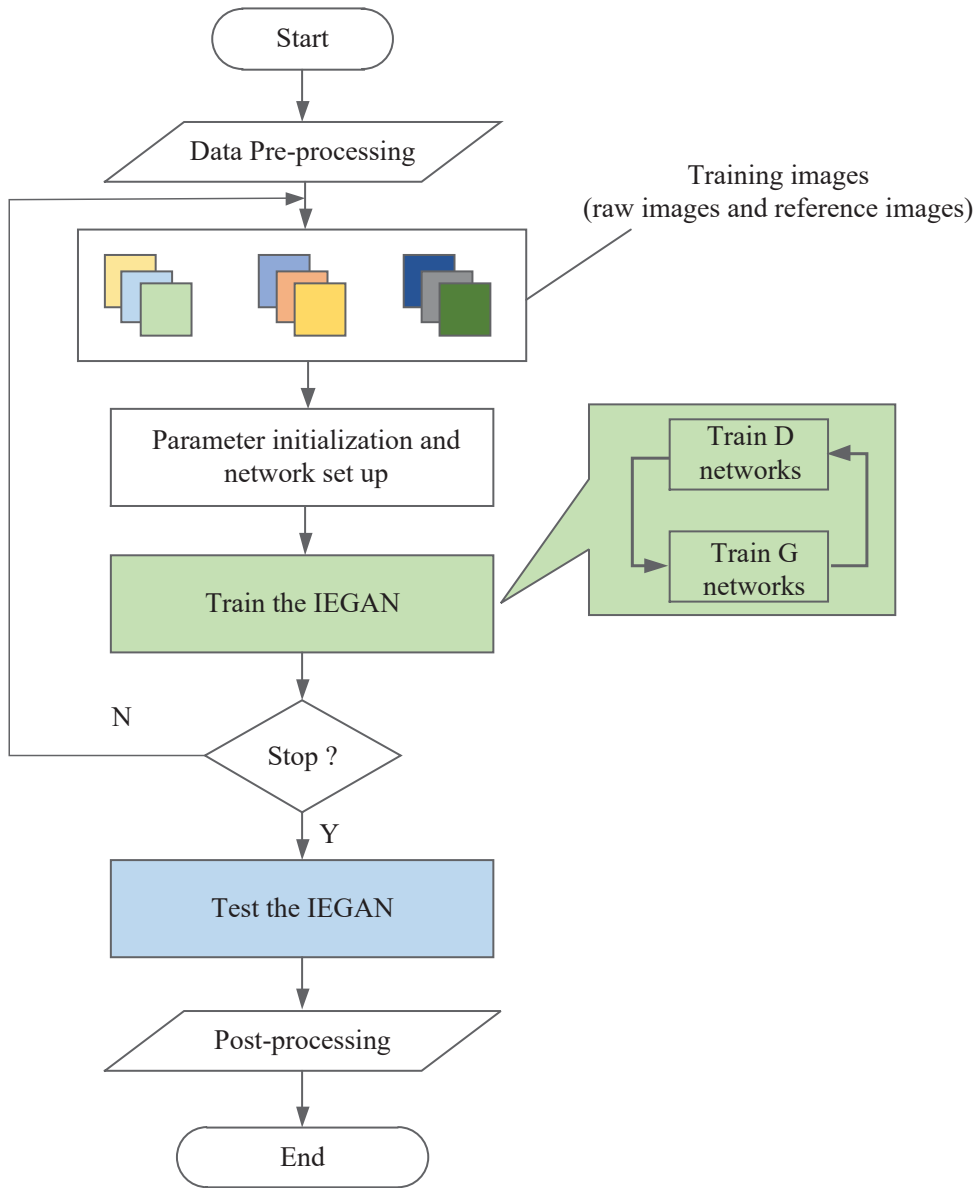 Start
Data Pre-processing
Training images
(raw images and reference images)
Parameter initialization and
network set up
Train D
networks
Train G
networks
Train the IEGAN
N
Stop ?
Y
Test the IEGAN
Post-processing
End